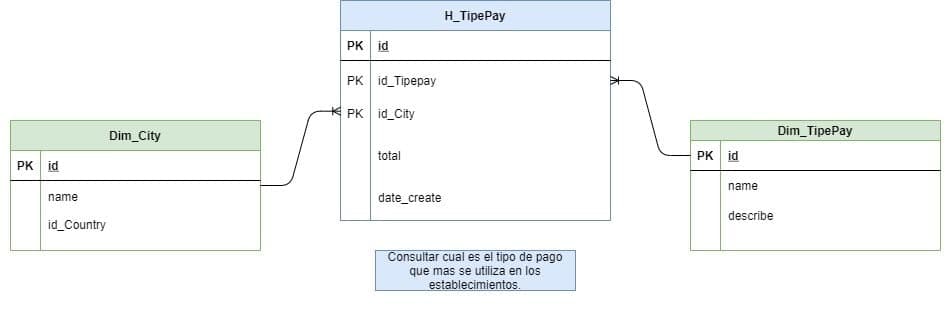 H_TipePay
PK id
PK id_Tipepay
PK id_City
total
date_create
Dim_City
PK id
name
id_Country
Dim_TipePay
PK id
name
describe
Consultar cual es el tipo de pago
que mas se utiliza en los
establecimientos.